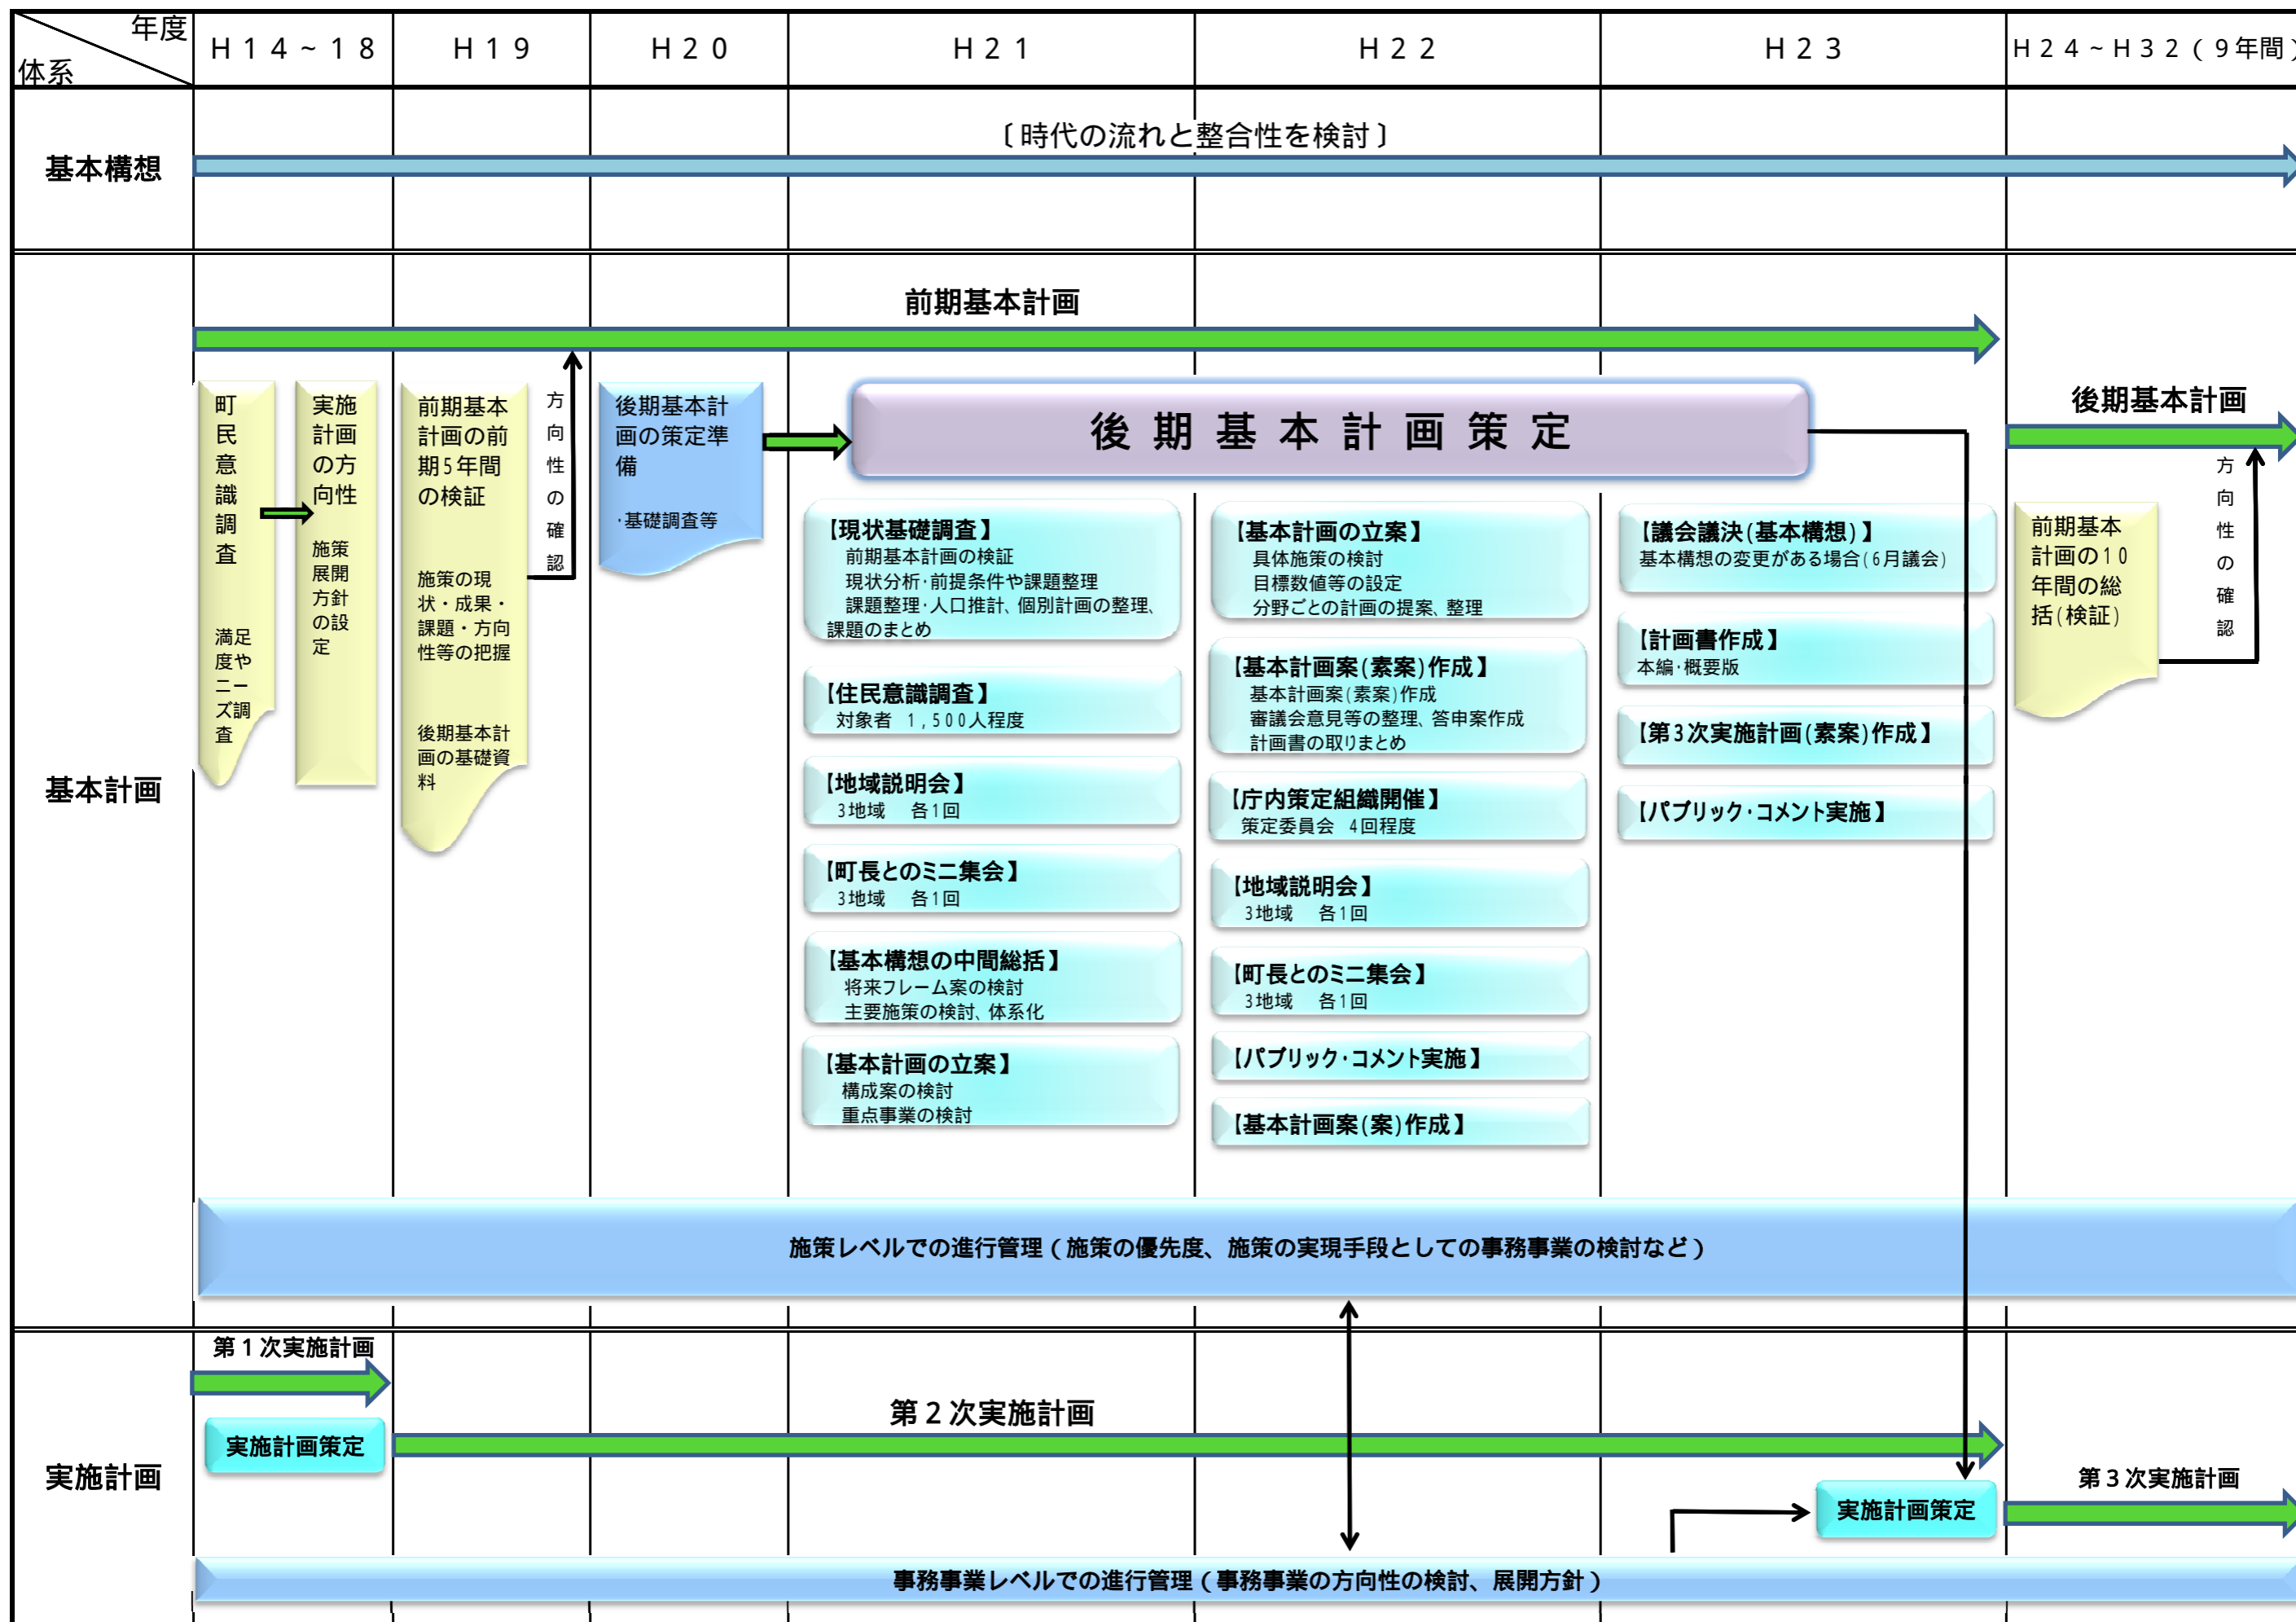 年度
体系
H14~18
H19
H20
H21
H22
H23
H24~H32(9年間)
基本構想
〔時代の流れと整合性を検討〕
基本計画
前期基本計画
町
民
意
識
調
査
満足
度や
ニー
ズ調
査
実施
計画
の方
向性
施策
展開
方針
の設
定
前期基本
計画の前
期5年間
の検証
施策の現
状・成果・
課題・方向
性等の把握
後期基本計
画の基礎資
料
方
向
性
の
確
認
後期基本計
画の策定準
備
・基礎調査等
後期基本計画策定
【現状基礎調査】
前期基本計画の検証
現状分析・前提条件や課題整理
課題整理・人口推計、個別計画の整理、
課題のまとめ
【住民意識調査】
対象者 1,500人程度
【地域説明会】
3地域 各1回
【町長とのミニ集会】
3地域 各1回
【基本構想の中間総括】
将来フレーム案の検討
主要施策の検討、体系化
【基本計画の立案】
構成案の検討
重点事業の検討
【基本計画の立案】
具体施策の検討
目標数値等の設定
分野ごとの計画の提案、整理
【基本計画案(素案)作成】
基本計画案(素案)作成
審議会意見等の整理、答申案作成
計画書の取りまとめ
【庁内策定組織開催】
策定委員会 4回程度
【地域説明会】
3地域 各1回
【町長とのミニ集会】
3地域 各1回
【パブリック・コメント実施】
【基本計画案(案)作成】
【議会議決(基本構想)】
基本構想の変更がある場合(6月議会)
【計画書作成】
本編・概要版
【第3次実施計画(素案)作成】
【パブリック・コメント実施】
後期基本計画
前期基本
計画の10
年間の総
括(検証)
方
向
性
の
確
認
施策レベルでの進行管理(施策の優先度、施策の実現手段としての事務事業の検討など)
実施計画
第1次実施計画
実施計画策定
第2次実施計画
実施計画策定
第3次実施計画
事務事業レベルでの進行管理(事務事業の方向性の検討、展開方針)